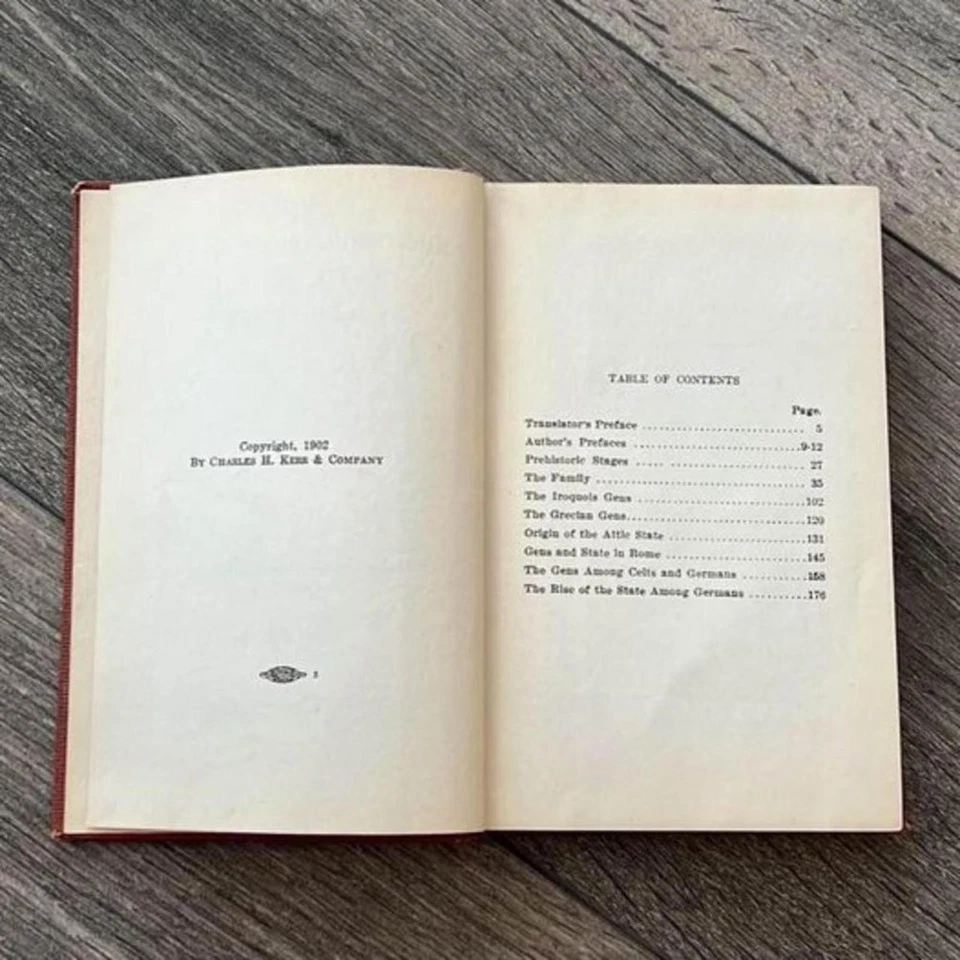 Copyright, 1902
By Charles H. Kerr & Company
3
TABLE OF CONTENTS
Page.
Translator's Preface ............................ 5
Author's Prefaces ............................9-12
Prehistoric Stages ..... ....................... 27
The Family ..................................... 35
The Iroquois Gens ..............................102
The Grecian Gens................................120
Origin of the Attic State ......................131
Gens and State in Rome .........................145
The Gens Among Celts and Germans ...........158
The Rise of the State Among Germans ..........176